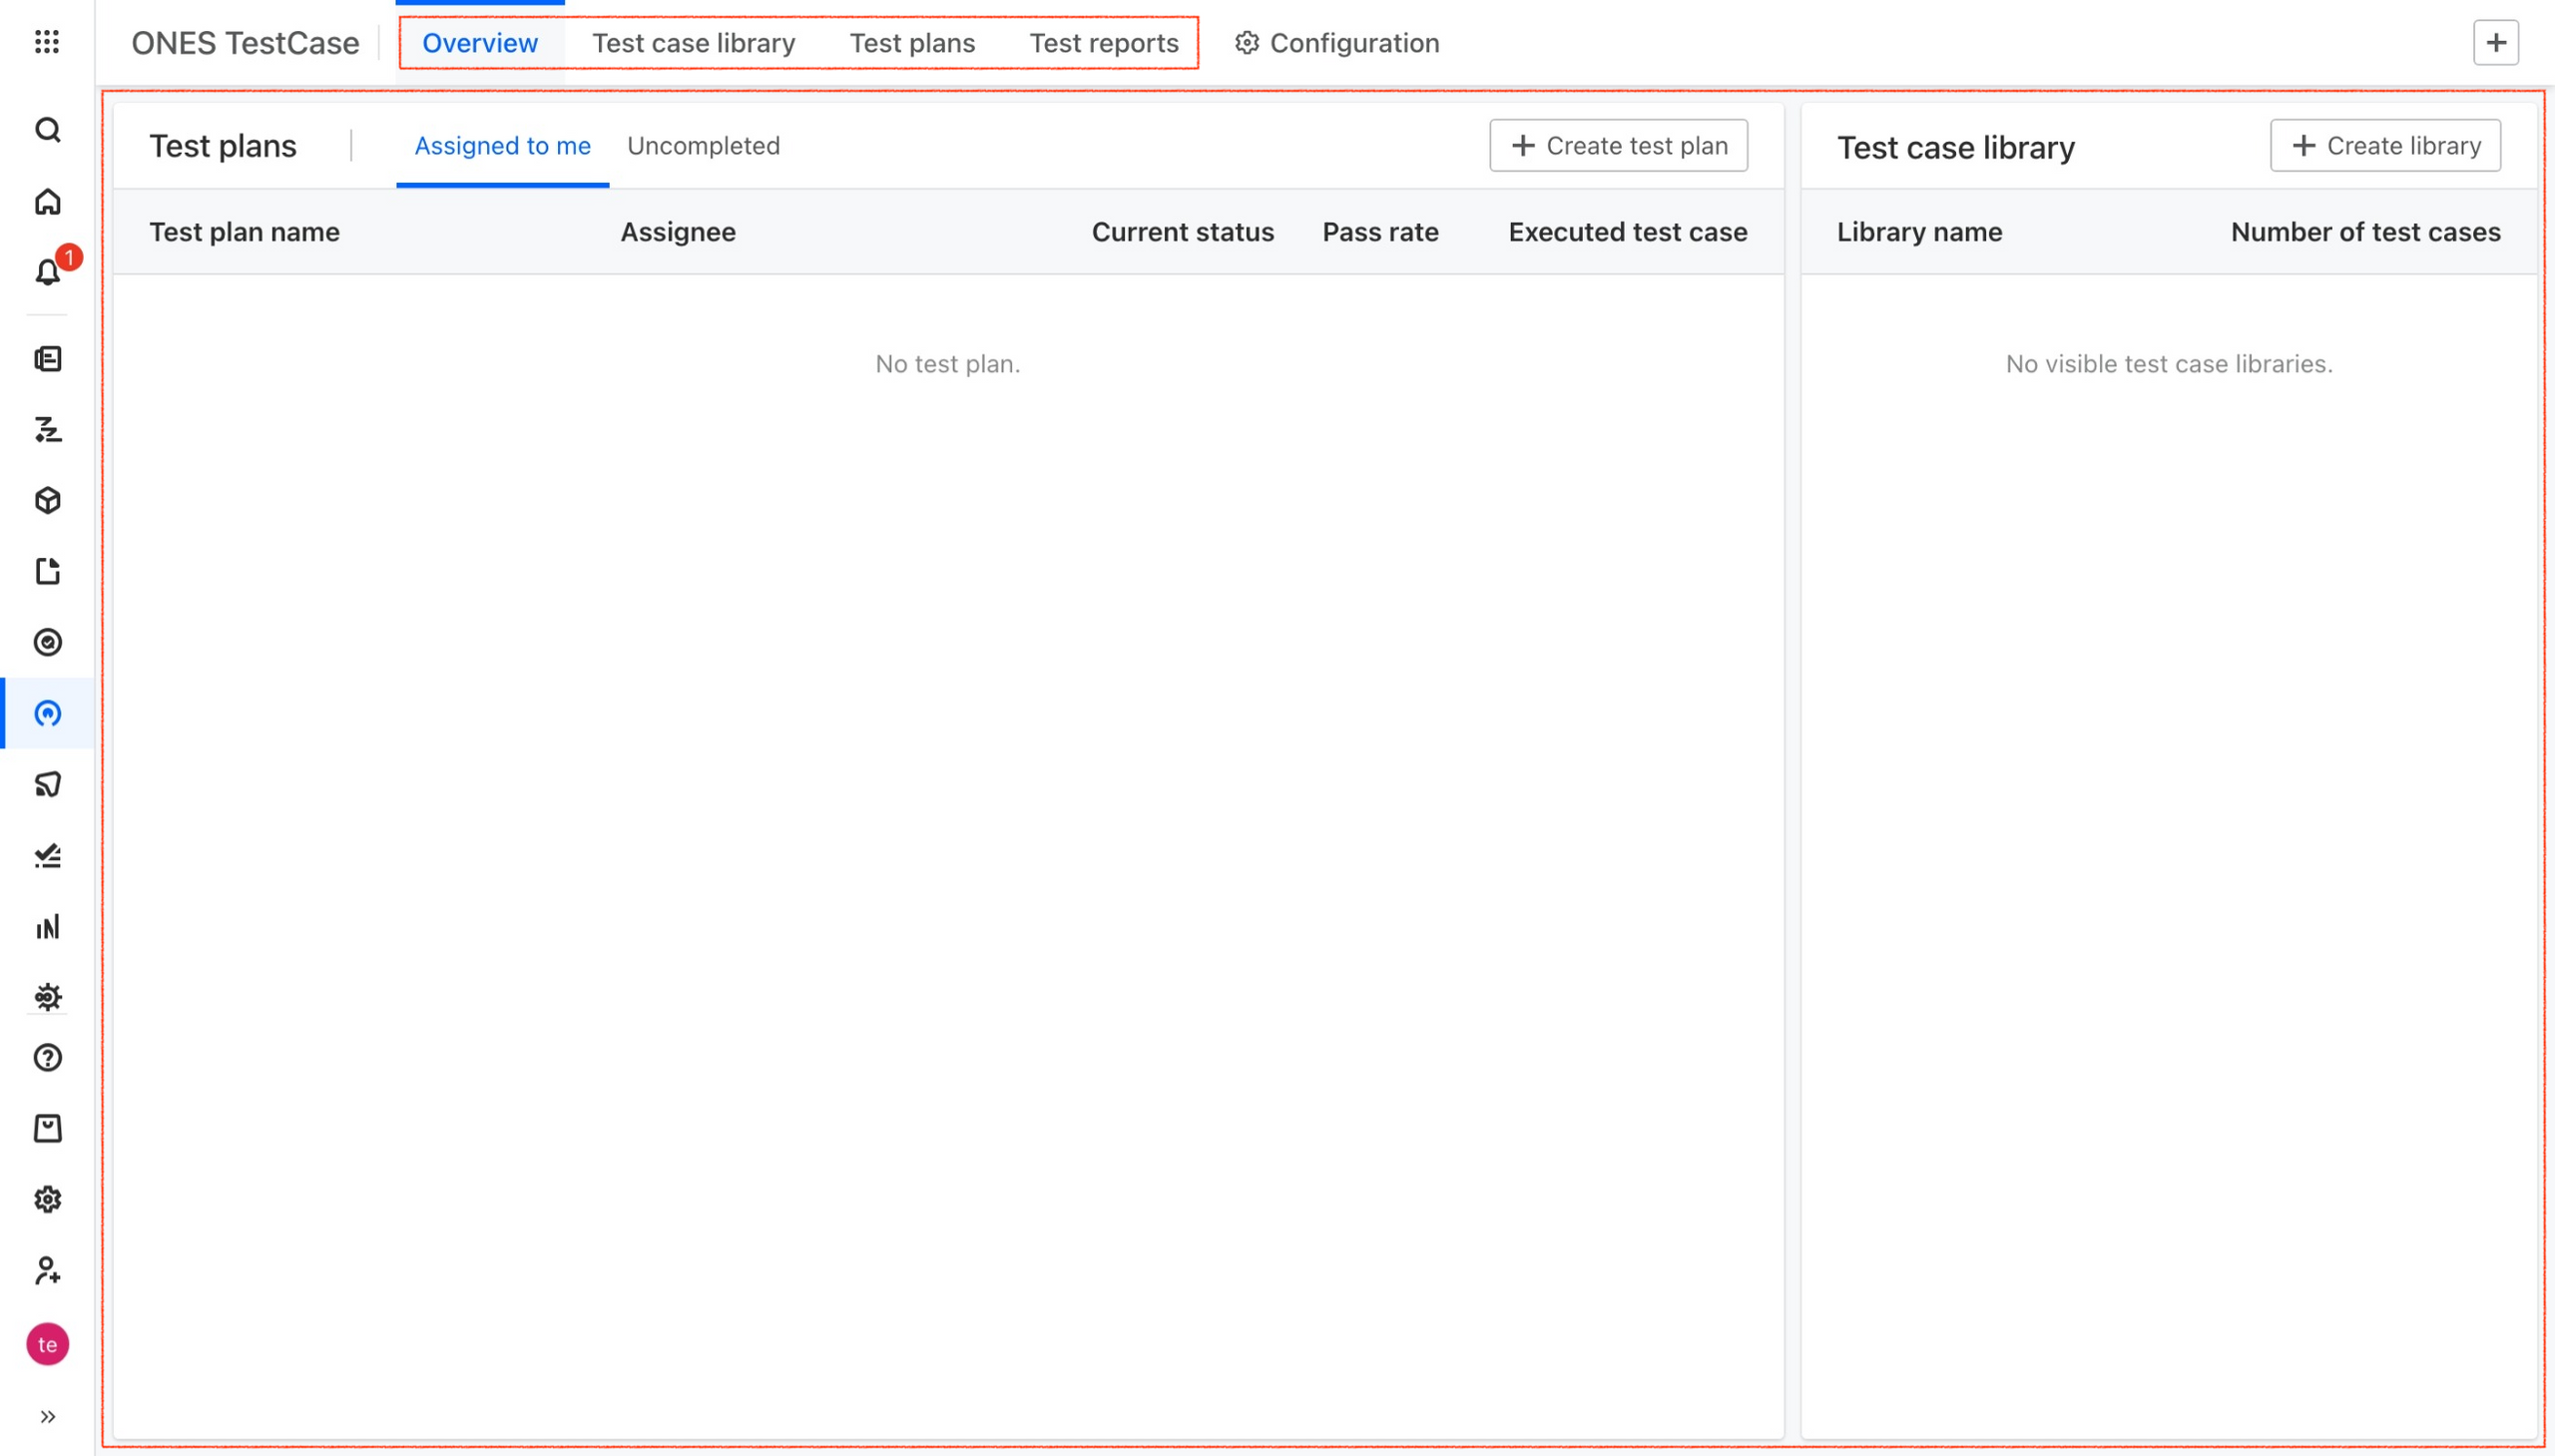 ONES TestCase Overview Test case library Test plans Test reports Configuration
1
Test plans Assigned to me Uncompleted Create test plan
Test plan name Assignee Current status Pass rate Executed test case
No test plan.
Test case library Create library
Library name Number of test cases
No visible test case libraries.
te